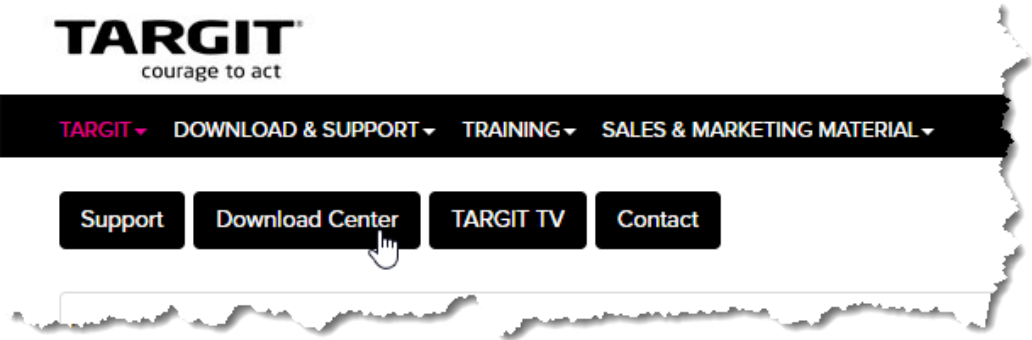 TARGIT
courage to act
TARGIT DOWNLOAD & SUPPORT TRAINING SALES & MARKETING MATERIAL
Support Download Center TARGIT TV Contact